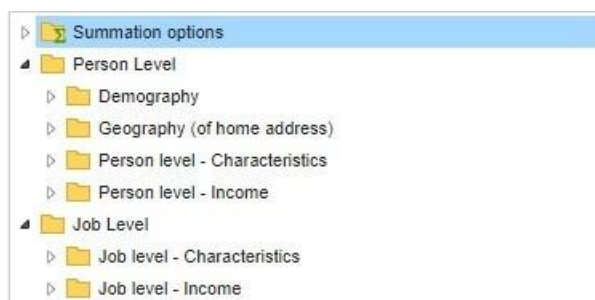 Summation options
Person Level
Demography
Geography (of home address)
Person level - Characteristics
Person level - Income
Job Level
Job level - Characteristics
Job level - Income